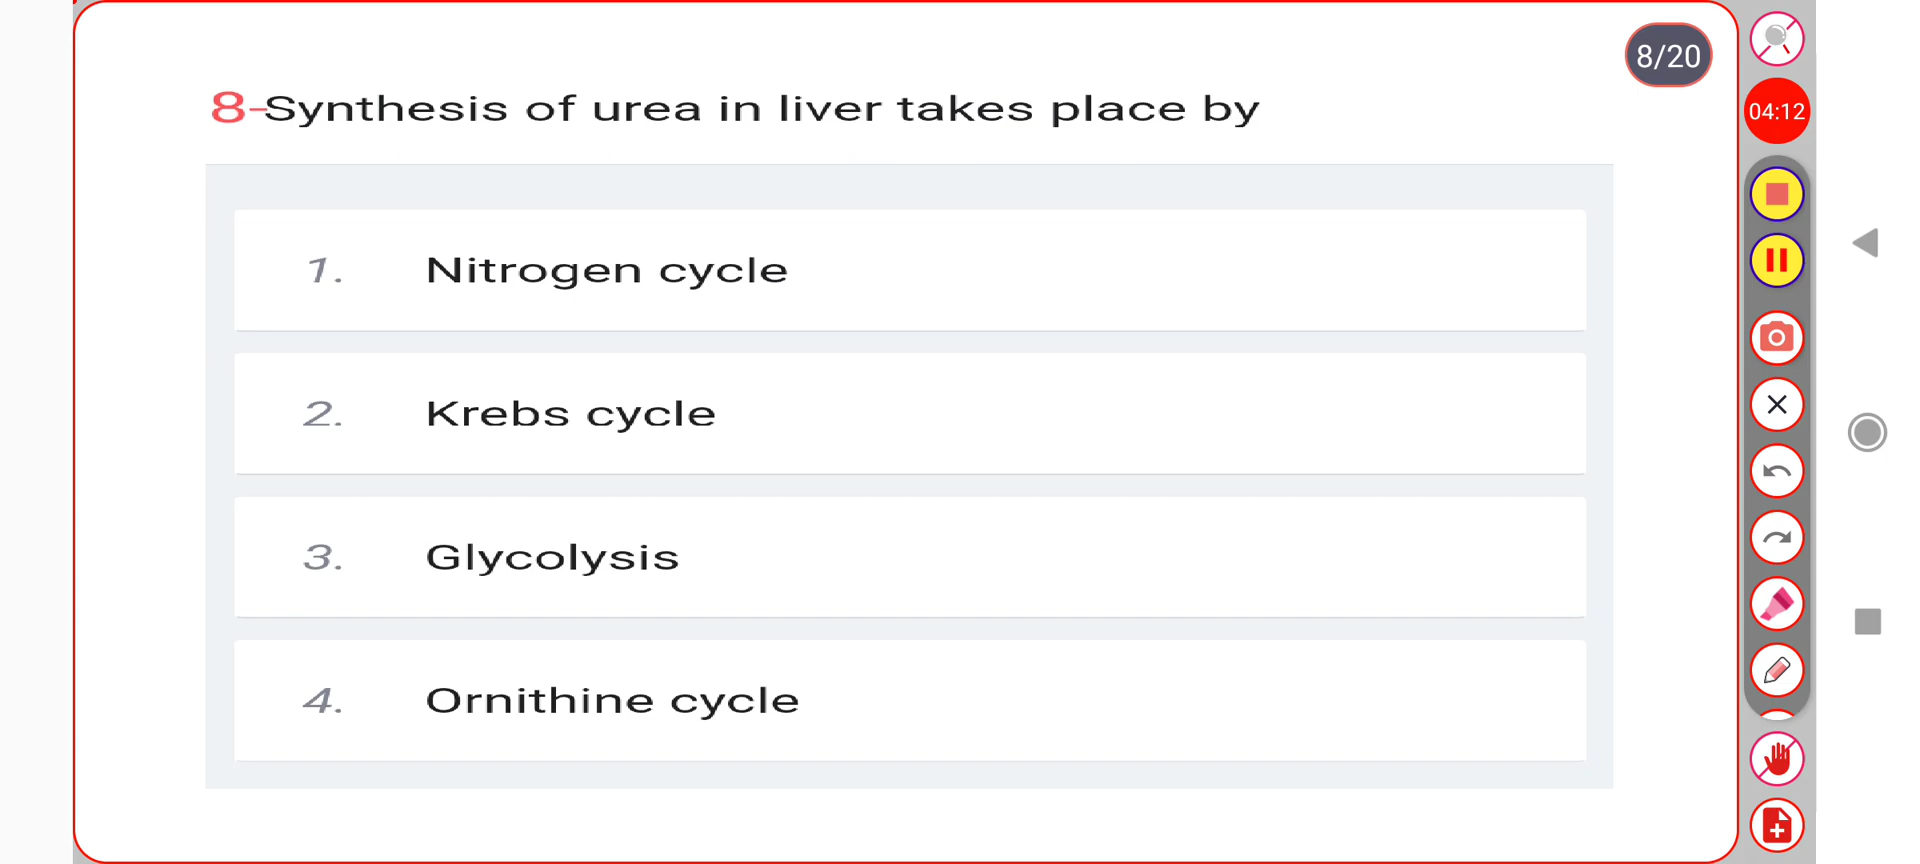 8/20
04:12
8-Synthesis of urea in liver takes place by
1. Nitrogen cycle
2. Krebs cycle
3. Glycolysis
4. Ornithine cycle